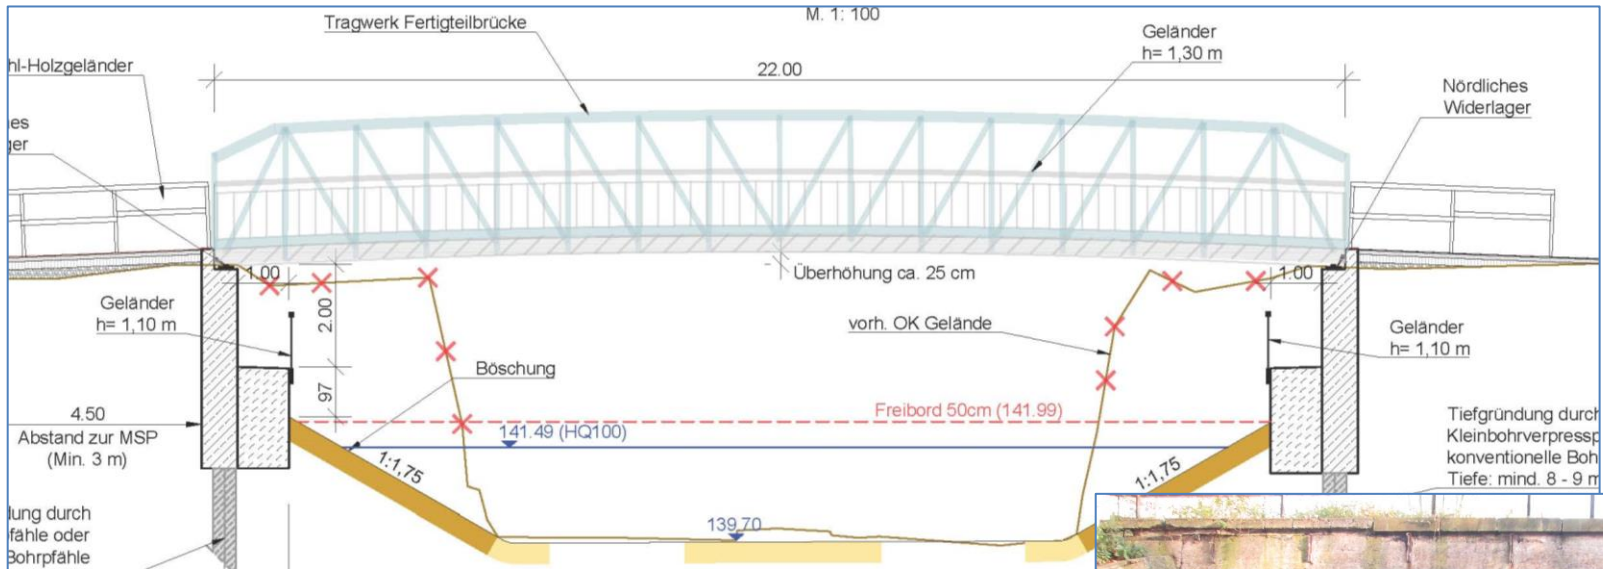 M. 1: 100
Tragwerk Fertigteilbrücke
Geländer
h= 1,30 m
hl-Holzgeländer
22.00
Nördliches
Widerlager
nes
ger
1.00
Überhöhung ca. 25 cm
1.00
Geländer
h= 1,10 m
2.00
vorh. OK Gelände
Geländer
h= 1,10 m
Böschung
97
4.50
Abstand zur MSP
(Min. 3 m)
Freibord 50cm (141.99)
141.49 (HQ100)
1:1,75
1:1,75
Tiefgründung durch
Kleinbohrverpressp
konventionelle Boh
Tiefe: mind. 8 - 9 m
139.70
dung durch
pfähle oder
Bohrpfähle